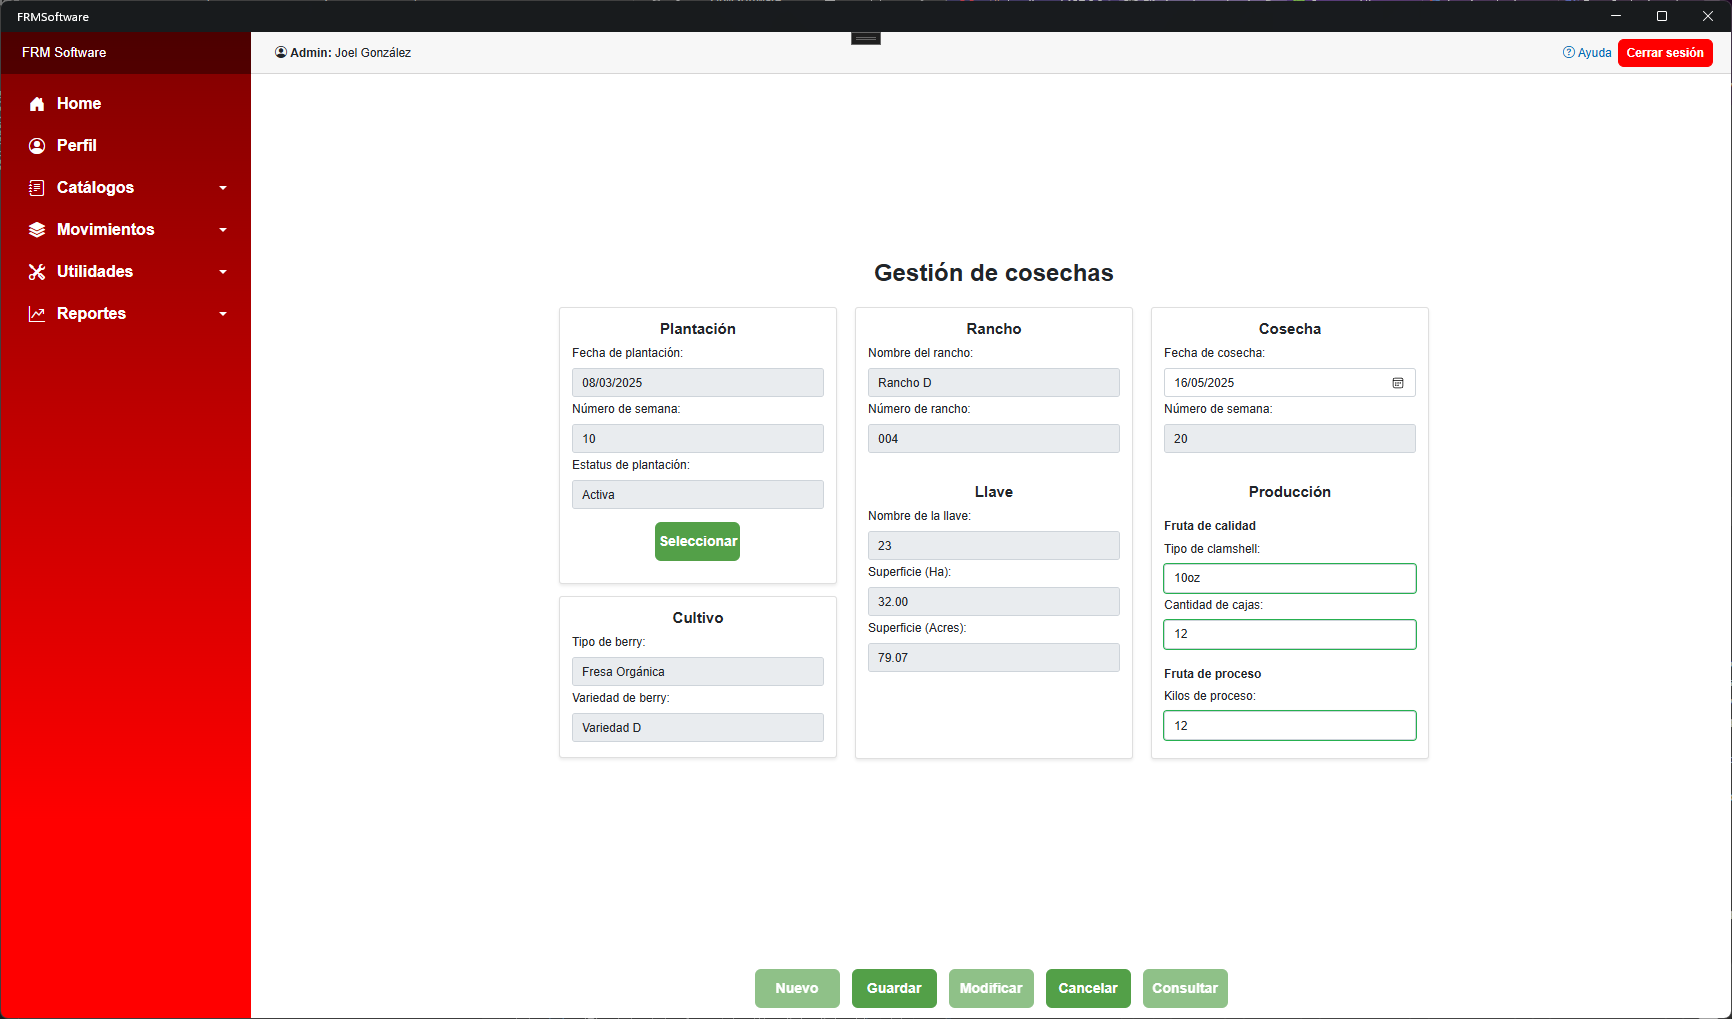 FRMSoftware
FRM Software
Admin: Joel González
Ayuda
Cerrar sesión
Home
Perfil
Catálogos
Movimientos
Utilidades
Reportes
Gestión de cosechas
Plantación
Fecha de plantación:
08/03/2025
Número de semana:
10
Estatus de plantación:
Activa
Seleccionar
Cultivo
Tipo de berry:
Fresa Orgánica
Variedad de berry:
Variedad D
Rancho
Nombre del rancho:
Rancho D
Número de rancho:
004
Llave
Nombre de la llave:
23
Superficie (Ha):
32.00
Superficie (Acres):
79.07
Cosecha
Fecha de cosecha:
16/05/2025
Número de semana:
20
Producción
Fruta de calidad
Tipo de clamshell:
10oz
Cantidad de cajas:
12
Fruta de proceso
Kilos de proceso:
12
Nuevo
Guardar
Modificar
Cancelar
Consultar